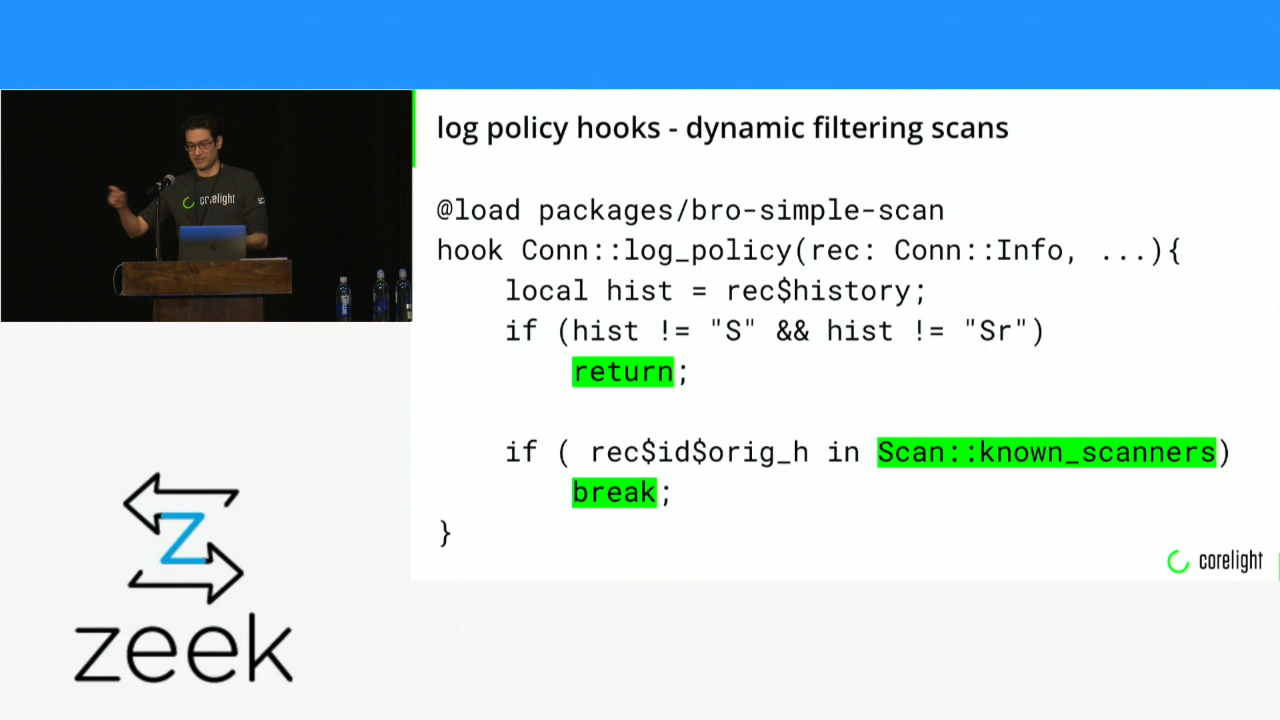 log policy hooks - dynamic filtering scans
@load packages/bro-simple-scan
hook Conn::log_policy(rec: Conn::Info, ...){
local hist = rec$history;
if (hist != "S" && hist != "Sr")
return;
if ( rec$id$orig_h in Scan::known_scanners)
break;
}
corelight
corelight
zeek